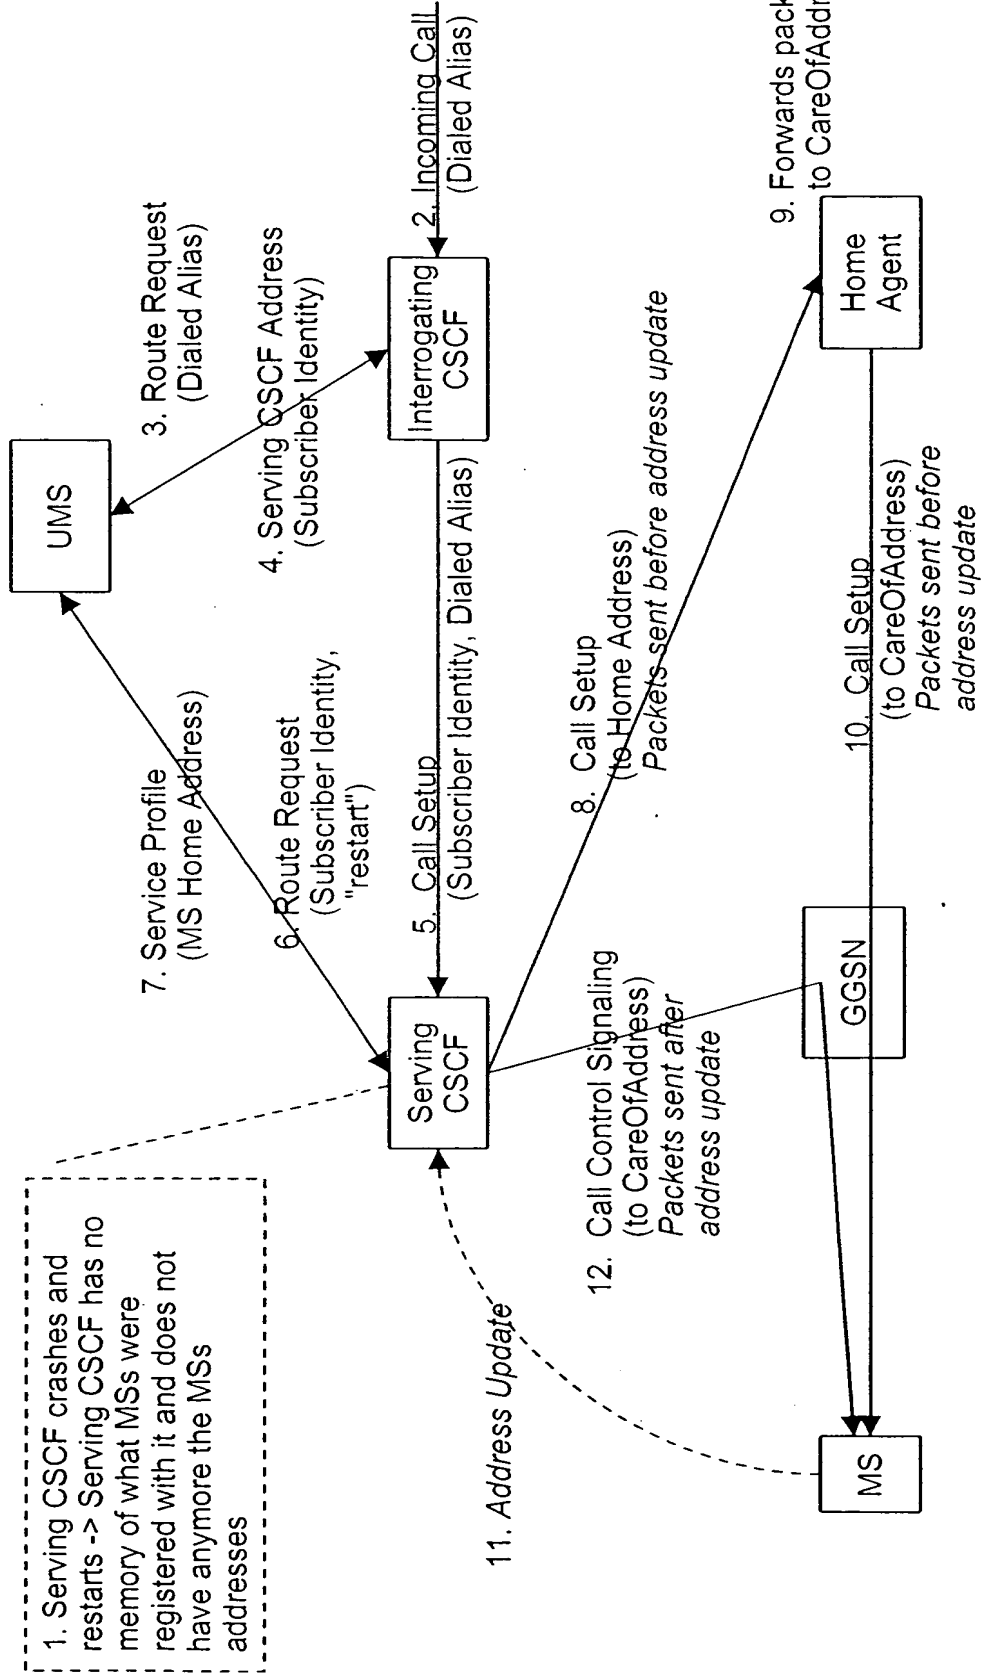 1. Serving CSCF crashes and
restarts -> Serving CSCF has no
memory of what MSs were
registered with it and does not
have anymore the MSs
addresses
UMS
7. Service Profile
(MS Home Address)
3. Route Request
(Dialed Alias)
4. Serving CSCF Address
(Subscriber Identity)
6. Route Request
(Subscriber Identity,
"restart")
Serving
CSCF
5. Call Setup
(Subscriber Identity, Dialed Alias)
Interrogating
CSCF
2. Incoming Call
(Dialed Alias)
11. Address Update
12. Call Control Signaling
(to CareOfAddress)
Packets sent after
address update
8. Call Setup
(to Home Address)
Packets sent before address update
9. Forwards
to
MS
GGSN
Home
Agent
10. Call Setup
(to CareOfAddress)
Packets sent before
address update